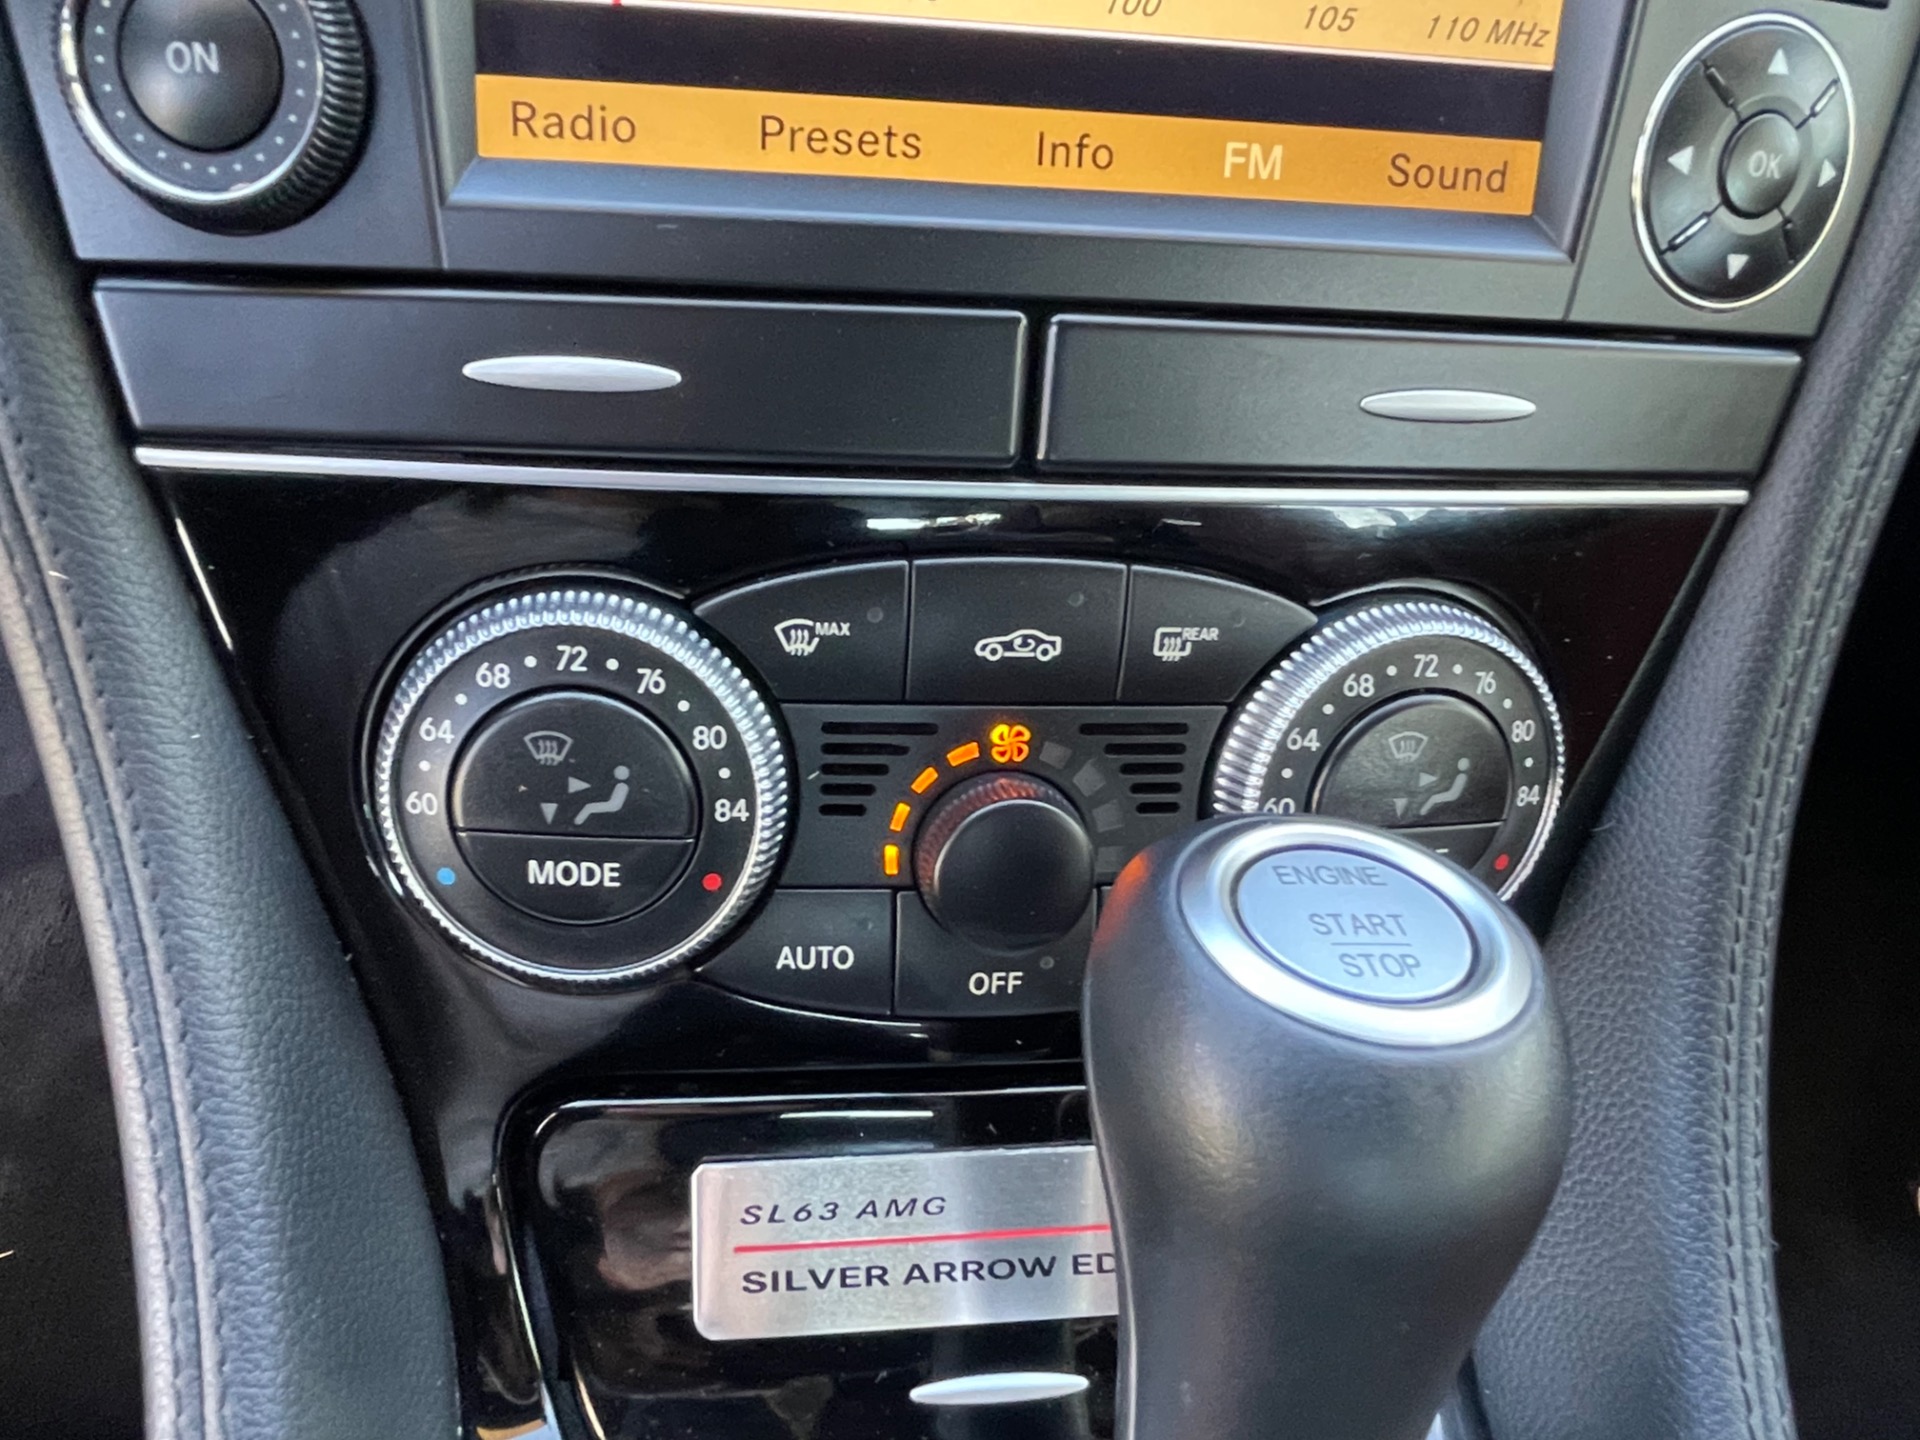 100 105 110 MHz
ON
Radio Presets Info FM Sound
OK
MAX
REAR
60 64 68 72 76 80 84
60 64 68 72 76 80 84
MODE
AUTO
OFF
ENGINE
START
STOP
SL63 AMG
SILVER ARROW